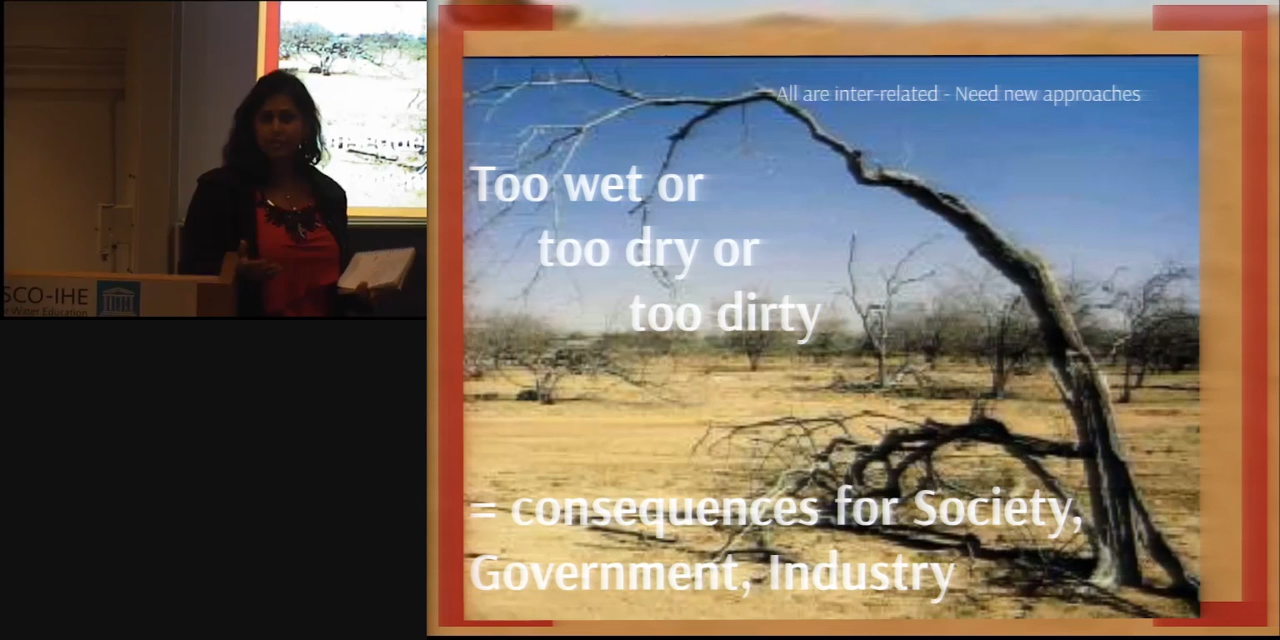 SCO-IHE
Water Education
All are inter-related - Need new approaches
Too wet or
too dry or
too dirty
= consequences for Society,
Government, Industry